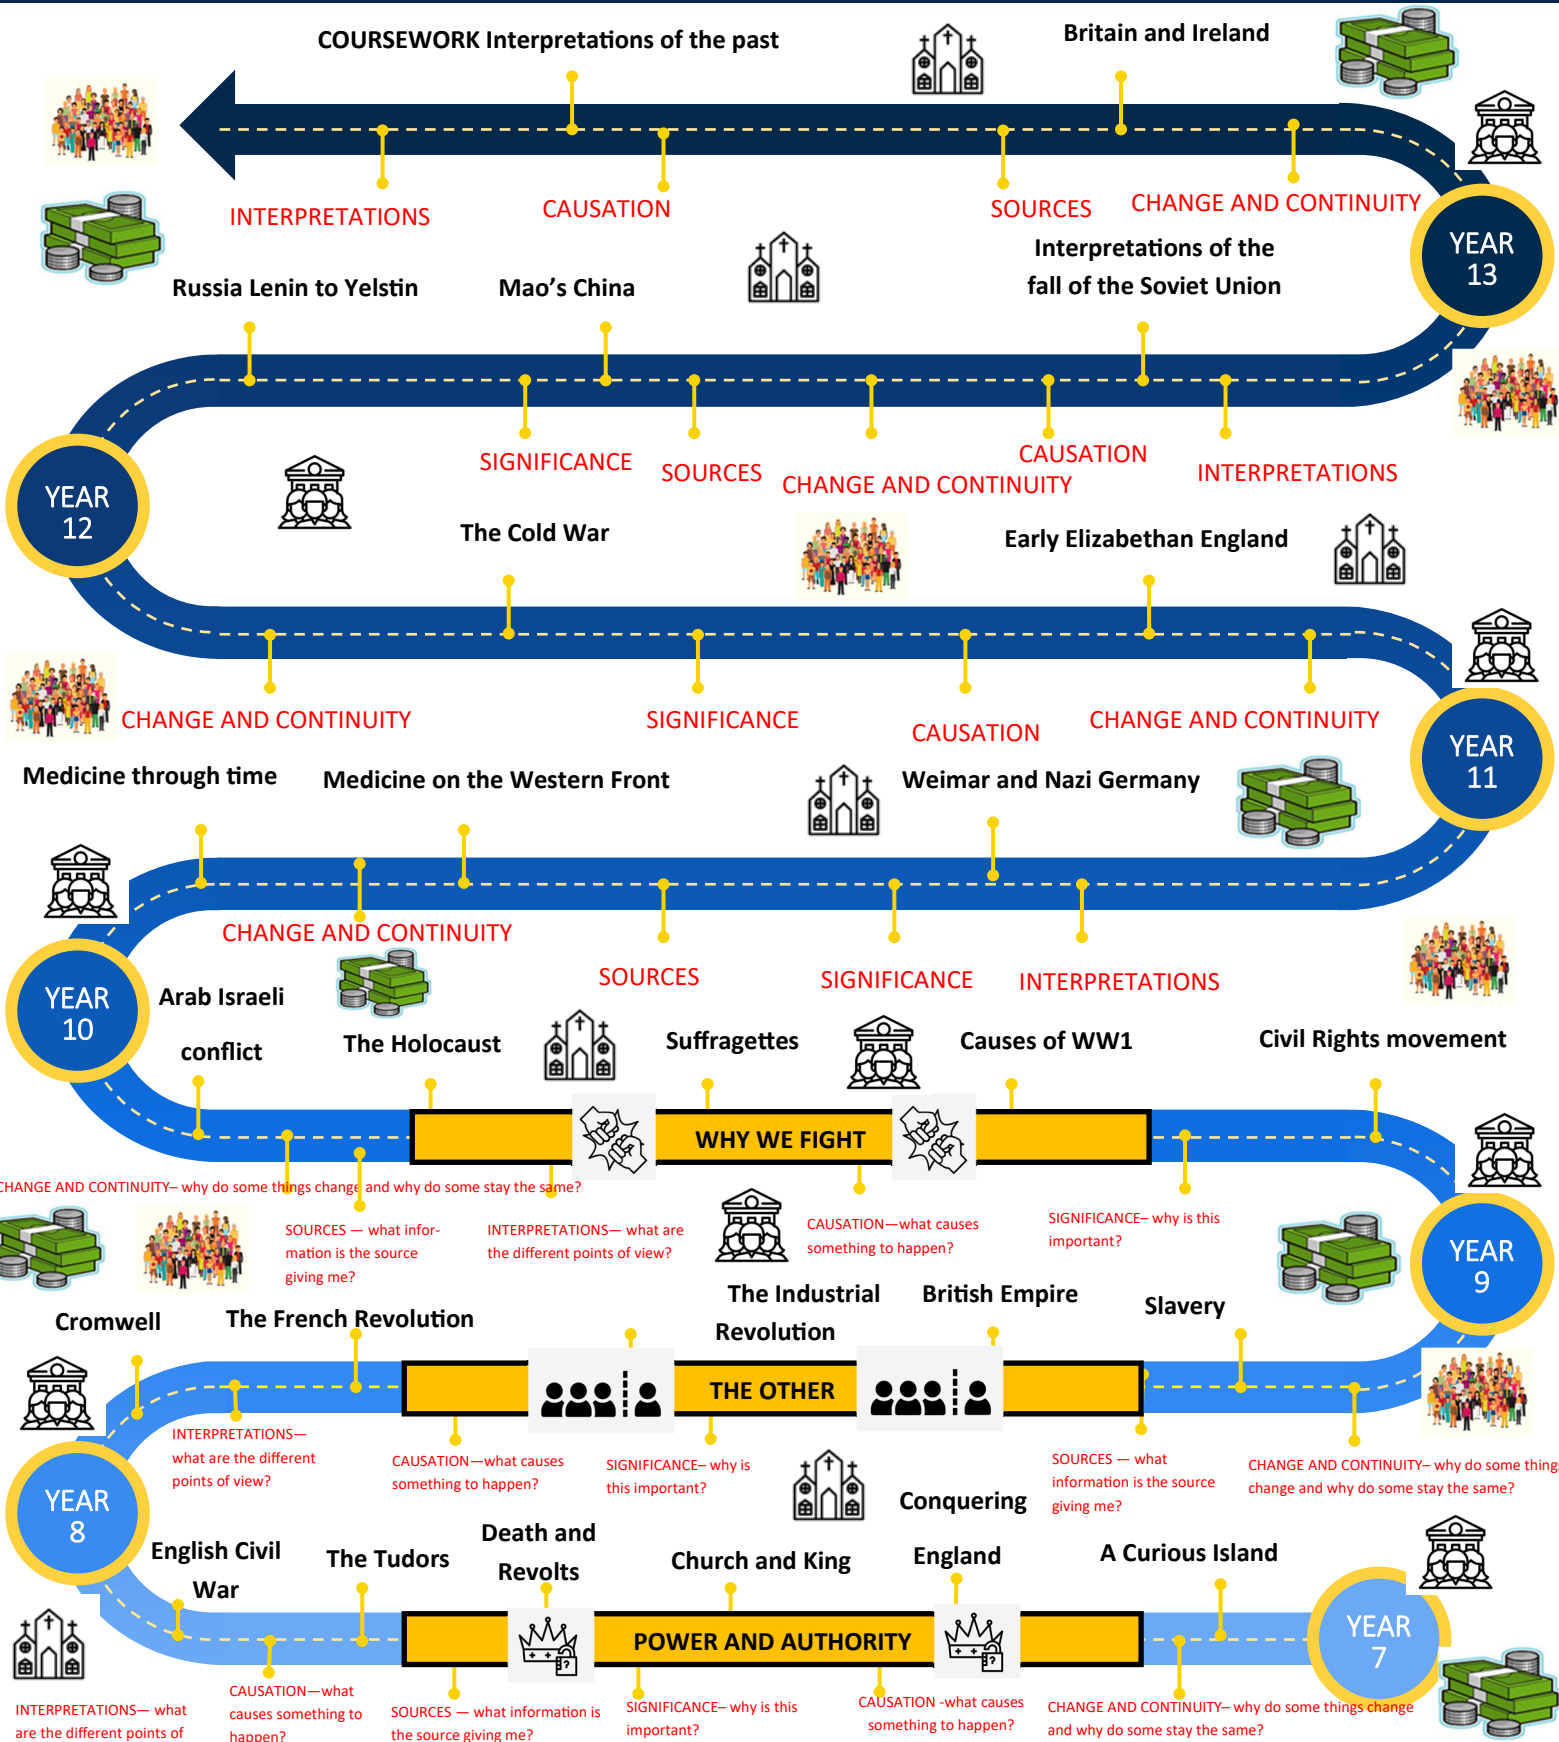 COURSEWORK Interpretations of the past
Britain and Ireland
INTERPRETATIONS
CAUSATION
SOURCES
CHANGE AND CONTINUITY
YEAR
13
Russia Lenin to Yelstin
Mao's China
Interpretations of the
fall of the Soviet Union
SIGNIFICANCE
SOURCES
CHANGE AND CONTINUITY
CAUSATION
INTERPRETATIONS
YEAR
12
The Cold War
Early Elizabethan England
CHANGE AND CONTINUITY
SIGNIFICANCE
CAUSATION
CHANGE AND CONTINUITY
YEAR
11
Medicine through time
Medicine on the Western Front
Weimar and Nazi Germany
CHANGE AND CONTINUITY
SOURCES
SIGNIFICANCE
INTERPRETATIONS
YEAR
10
Arab Israeli
conflict
The Holocaust
Suffragettes
Causes of WW1
Civil Rights movement
WHY WE FIGHT
CHANGE AND CONTINUITY– why do some things change and why do some stay the same?
SOURCES — what infor-
mation is the source
giving me?
INTERPRETATIONS— what are
the different points of view?
CAUSATION—what causes
something to happen?
SIGNIFICANCE– why is this
important?
YEAR
9
Cromwell
The French Revolution
The Industrial
Revolution
British Empire
Slavery
THE OTHER
INTERPRETATIONS—
what are the different
points of view?
CAUSATION—what causes
something to happen?
SIGNIFICANCE– why is
this important?
SOURCES — what
information is the source
giving me?
CHANGE AND CONTINUITY– why do some things
change and why do some stay the same?
YEAR
8
English Civil
War
The Tudors
Death and
Revolts
Church and King
Conquering
England
A Curious Island
POWER AND AUTHORITY
YEAR
7
INTERPRETATIONS— what
are the different points of
CAUSATION—what
causes something to
happen?
SOURCES — what information is
the source giving me?
SIGNIFICANCE– why is this
important?
CAUSATION -what causes
something to happen?
CHANGE AND CONTINUITY– why do some things change
and why do some stay the same?